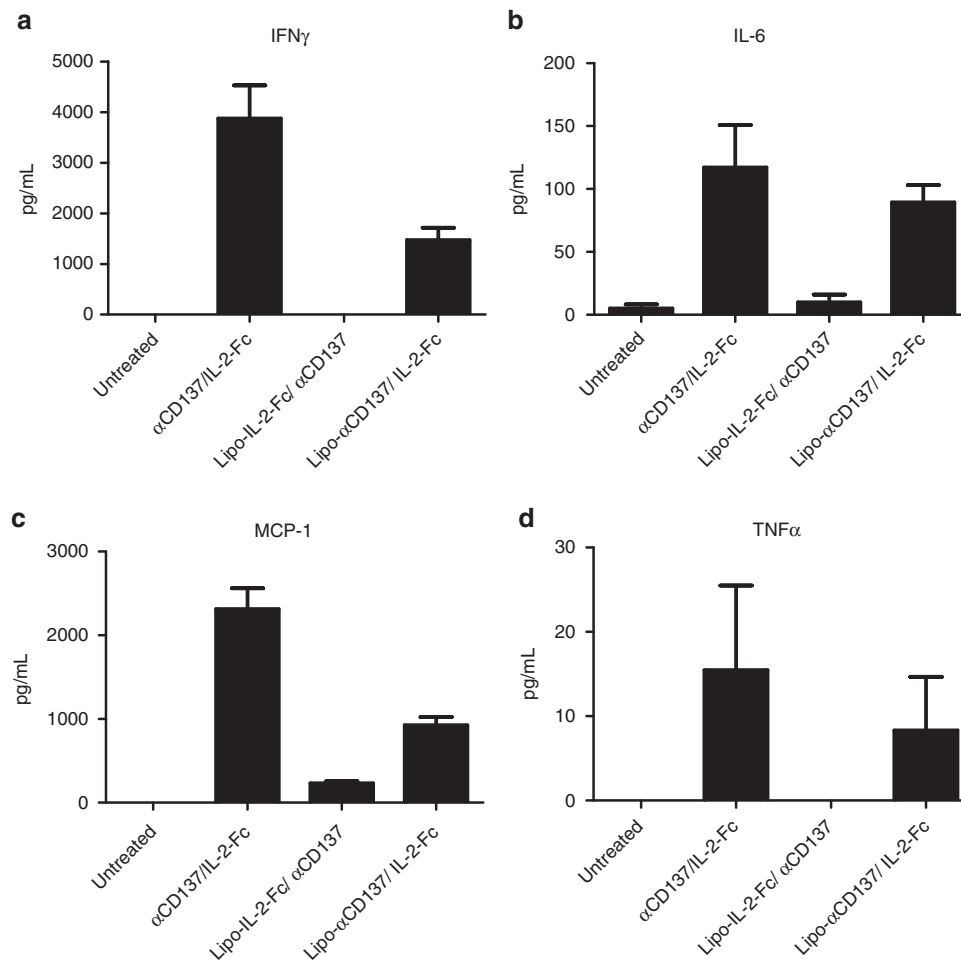 a
IFNγ
5000
4000
3000
2000
1000
0
pg/mL
Untreated
αCD137/IL-2-Fc
Lipo-IL-2-Fc/ αCD137
Lipo-αCD137/ IL-2-Fc
b
IL-6
200
150
100
50
0
pg/mL
Untreated
αCD137/IL-2-Fc
Lipo-IL-2-Fc/ αCD137
Lipo-αCD137/ IL-2-Fc
c
MCP-1
3000
2000
1000
0
pg/mL
Untreated
αCD137/IL-2-Fc
Lipo-IL-2-Fc/ αCD137
Lipo-αCD137/ IL-2-Fc
d
TNFα
30
20
10
0
pg/mL
Untreated
αCD137/IL-2-Fc
Lipo-IL-2-Fc/ αCD137
Lipo-αCD137/ IL-2-Fc